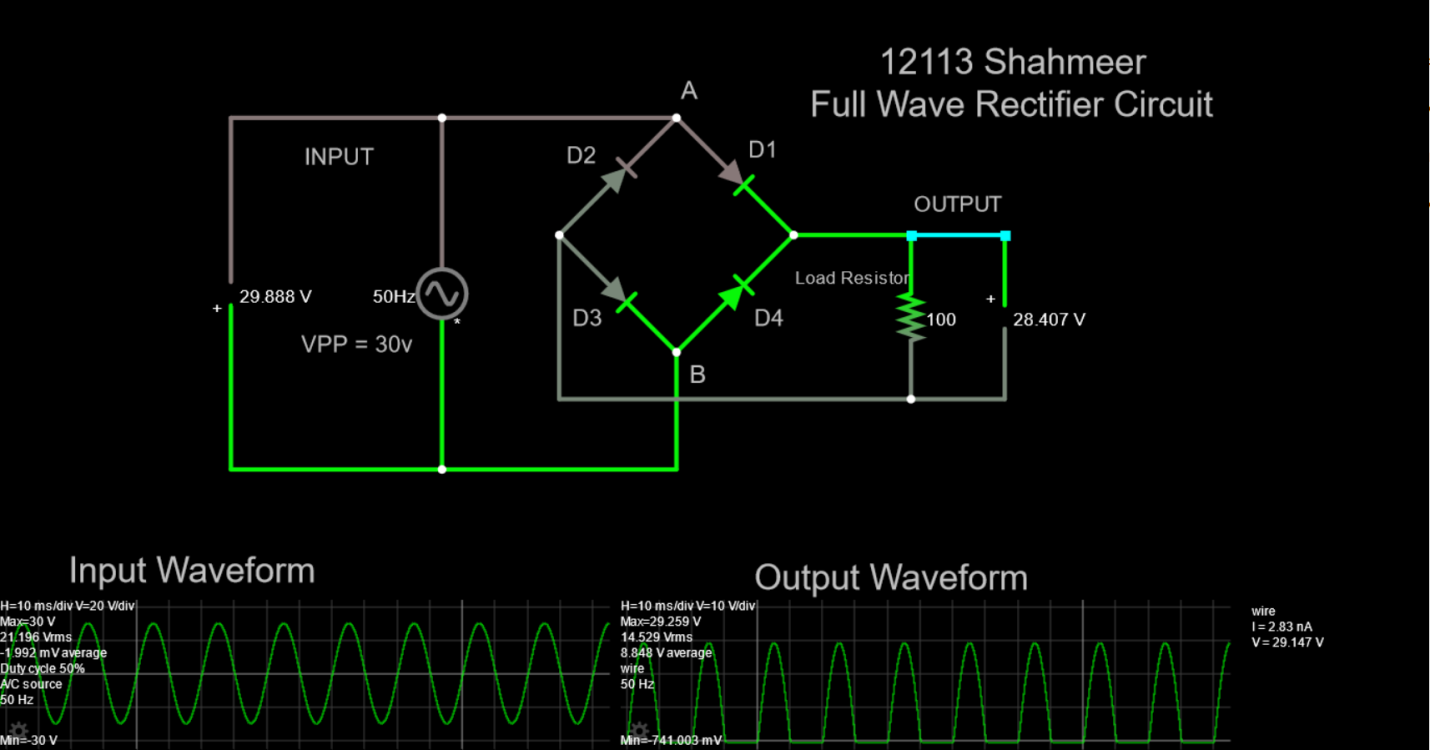 12113 Shahmeer
Full Wave Rectifier Circuit
A
INPUT
D2
D1
OUTPUT
+
29.888 V
50Hz
*
Load Resistor
+
100
28.407 V
D3
D4
VPP = 30v
B
Input Waveform
Output Waveform
H=10 ms/div V=20 V/div
Max=30 V
21.196 Vrms
-1.992 mV average
Duty cycle 50%
A/C source
50 Hz
Min=-30 V
H=10 ms/div V=10 V/div
Max=29.259 V
14.529 Vrms
8.848 V average
wire
50 Hz
Min=-741.003 mV
wire
I = 2.83 nA
V = 29.147 V